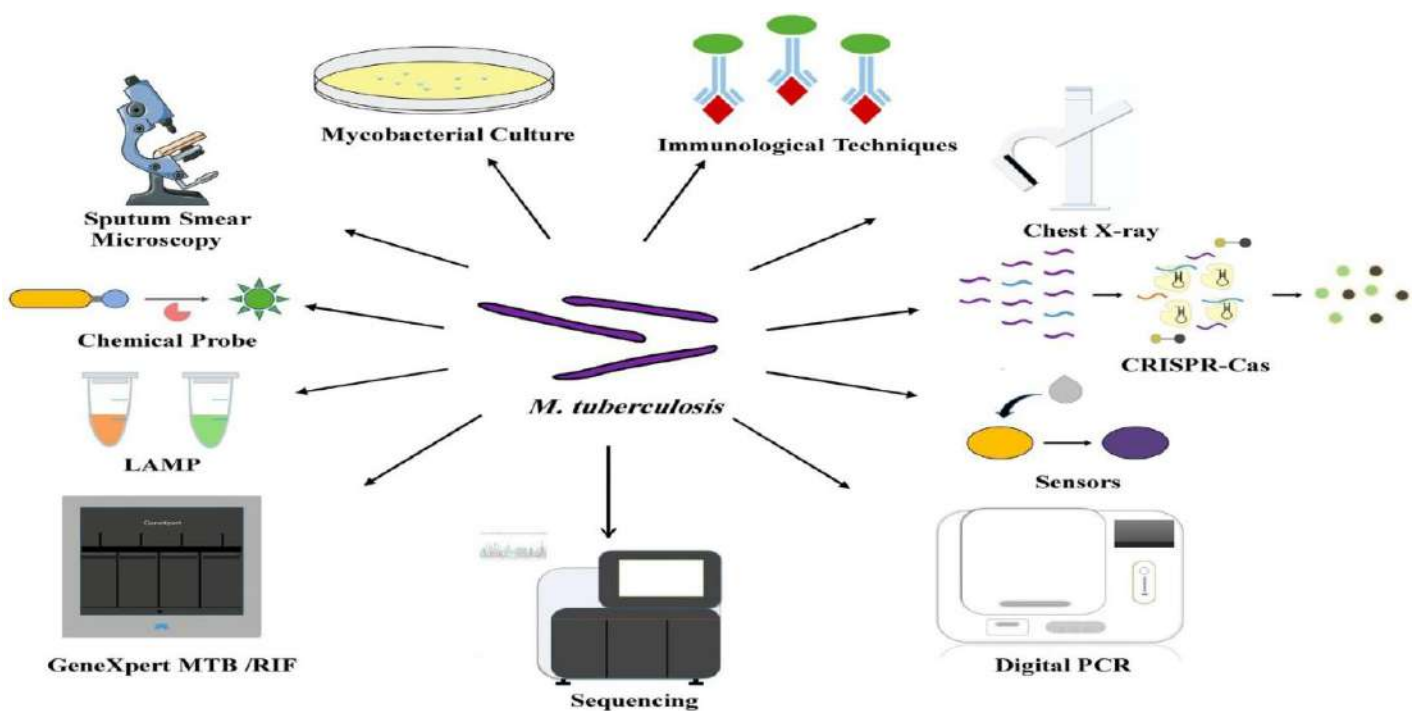 Mycobacterial Culture
Immunological Techniques
Sputum Smear
Microscopy
Chest X-ray
Chemical Probe
CRISPR-Cas
M. tuberculosis
LAMP
Sensors
GeneXpert
GeneXpert MTB /RIF
Sequencing
Digital PCR